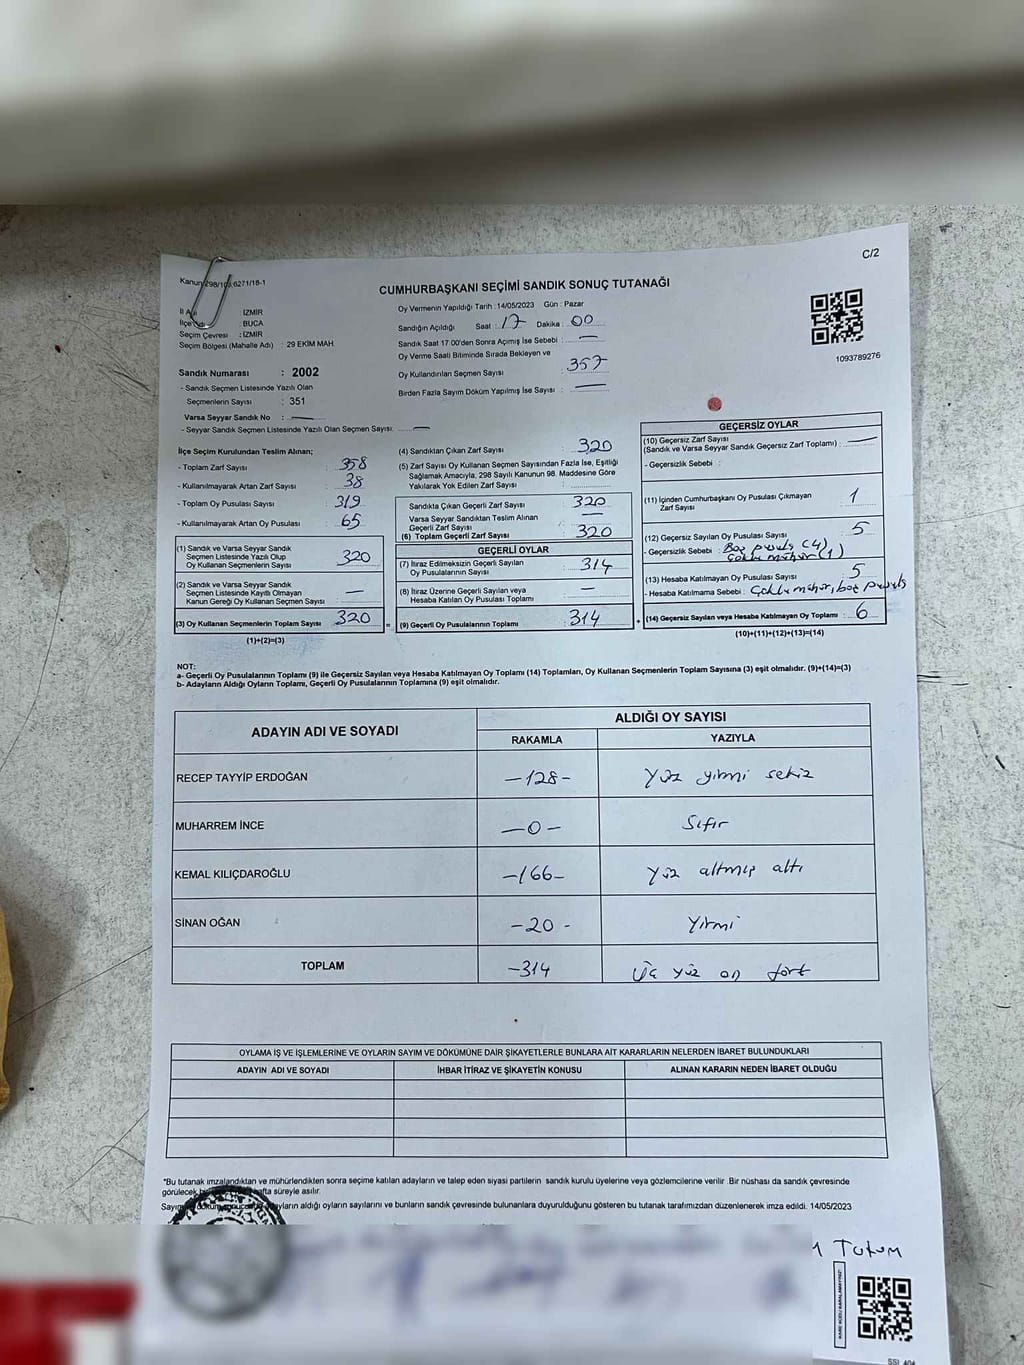 C/2
Kanun 298/103,6271/18-1
CUMHURBAŞKANI SEÇİMİ SANDIK SONUÇ TUTANAĞI
İl Adı : İZMİR
İlçe Adı : BUCA
Seçim Çevresi : İZMİR
Seçim Bölgesi (Mahalle Adı) : 29 EKİM MAH.
Sandık Numarası : 2002
- Sandık Seçmen Listesinde Yazılı Olan
Seçmenlerin Sayısı : 351
Varsa Seyyar Sandık No : —
- Seyyar Sandık Seçmen Listesinde Yazılı Olan Seçmen Sayısı: —
Oy Vermenin Yapıldığı Tarih : 14/05/2023 Gün : Pazar
Sandığın Açıldığı Saat : 17 Dakika : 00
Sandık Saat 17.00'den Sonra Açımış İse Sebebi : —
Oy Verme Saati Bitiminde Sırada Bekleyen ve
Oy Kullandırılan Seçmen Sayısı : 357
Birden Fazla Sayım Döküm Yapılmış İse Sayısı : —
1093789276
İlçe Seçim Kurulundan Teslim Alınan;
- Toplam Zarf Sayısı : 358
- Kullanılmayarak Artan Zarf Sayısı : 38
- Toplam Oy Pusulası Sayısı : 319
- Kullanılmayarak Artan Oy Pusulası : 65
(1) Sandık ve Varsa Seyyar Sandık
Seçmen Listesinde Yazılı Olup
Oy Kullanan Seçmenlerin Sayısı : 320
(2) Sandık ve Varsa Seyyar Sandık
Seçmen Listesinde Kayıtlı Olmayan
Kanun Gereği Oy Kullanan Seçmen Sayısı : —
(3) Oy Kullanan Seçmenlerin Toplam Sayısı : 320
(1)+(2)=(3)
(4) Sandıktan Çıkan Zarf Sayısı : 320
(5) Zarf Sayısı Oy Kullanan Seçmen Sayısından Fazla İse, Eşitliği
Sağlamak Amacıyla, 298 Sayılı Kanunun 98. Maddesine Göre
Yakılarak Yok Edilen Zarf Sayısı :
Sandıkta Çıkan Geçerli Zarf Sayısı : 320
Varsa Seyyar Sandıktan Teslim Alınan
Geçerli Zarf Sayısı : —
(6) Toplam Geçerli Zarf Sayısı : 320
GEÇERLİ OYLAR
(7) İtiraz Edilmeksizin Geçerli Sayılan
Oy Pusulalarının Sayısı : 314
(8) İtiraz Üzerine Geçerli Sayılan veya
Hesaba Katılan Oy Pusulası Toplamı : —
= (9) Geçerli Oy Pusulalarının Toplamı : 314
GEÇERSİZ OYLAR
(10) Geçersiz Zarf Sayısı : —
(Sandık ve Varsa Seyyar Sandık Geçersiz Zarf Toplamı)
- Geçersizlik Sebebi :
(11) İçinden Cumhurbaşkanı Oy Pusulası Çıkmayan
Zarf Sayısı : 1
(12) Geçersiz Sayılan Oy Pusulası Sayısı : 5
- Geçersizlik Sebebi : Boş pusula (4)
Çoklu mühür (1)
(13) Hesaba Katılmayan Oy Pusulası Sayısı : 5
- Hesaba Katılmama Sebebi : Çoklu mühür, boş pusula
+ (14) Geçersiz Sayılan veya Hesaba Katılmayan Oy Toplamı : 6
(10)+(11)+(12)+(13)=(14)
NOT:
a- Geçerli Oy Pusulalarının Toplamı (9) ile Geçersiz Sayılan veya Hesaba Katılmayan Oy Toplamı (14) Toplamları, Oy Kullanan Seçmenlerin Toplam Sayısına (3) eşit olmalıdır. (9)+(14)=(3)
b- Adayların Aldığı Oyların Toplamı, Geçerli Oy Pusulalarının Toplamına (9) eşit olmalıdır.
ADAYIN ADI VE SOYADI ALDIĞI OY SAYISI
RAKAMLA YAZIYLA
RECEP TAYYİP ERDOĞAN –128– Yüz yirmi sekiz
MUHARREM İNCE –0– Sıfır
KEMAL KILIÇDAROĞLU –166– Yüz altmış altı
SİNAN OĞAN –20– Yirmi
TOPLAM –314 Üç yüz on dört
OYLAMA İŞ VE İŞLEMLERİNE VE OYLARIN SAYIM VE DÖKÜMÜNE DAİR ŞİKAYETLERLE BUNLARA AİT KARARLARIN NELERDEN İBARET BULUNDUKLARI
ADAYIN ADI VE SOYADI İHBAR İTİRAZ VE ŞİKAYETİN KONUSU ALINAN KARARIN NEDEN İBARET OLDUĞU
*Bu tutanak imzalandıktan ve mühürlendikten sonra seçime katılan adayların ve talep eden siyasi partilerin sandık kurulu üyelerine veya gözlemcilerine verilir. Bir nüshası da sandık çevresinde
görülecek bir hafta süreyle asılır.
adayların aldığı oyların sayılarını ve bunların sandık çevresinde bulunanlara duyurulduğunu gösteren bu tutanak tarafımızdan düzenlenerek imza edildi. 14/05/2023
Tutum